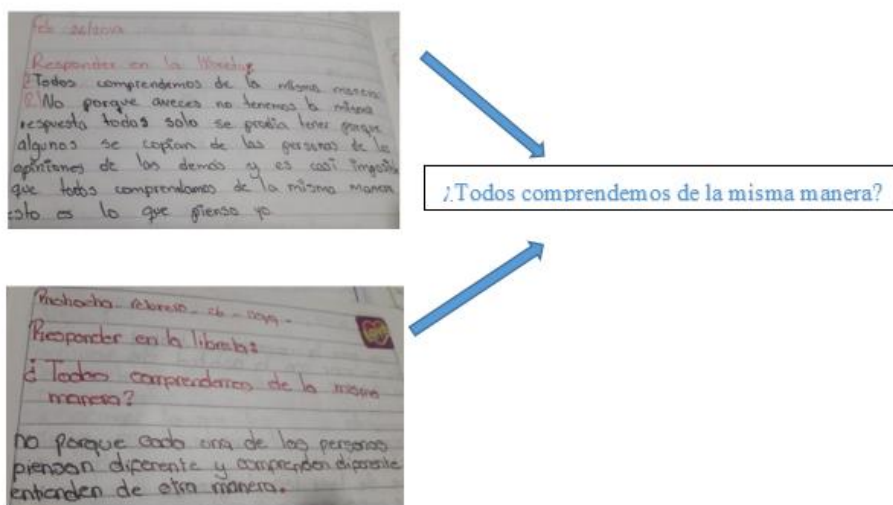 Responder en la libreta:
¿Todos comprendemos de la misma manera
R/No porque aveces no tenemos la misma
respuesta todos solo se podia tener porque
algunos se copian de las personas de las
opiniones de los demás y es casi imposib
que todos comprendamos de la misma manera
esto es lo que pienso yo
¿Todos comprendemos de la misma manera?
Responder en la libreta:
¿Todos comprendemos de la misma
manera?
no porque cada una de las personas
piensan diferente y comprenden diferente
entienden de otra manera.